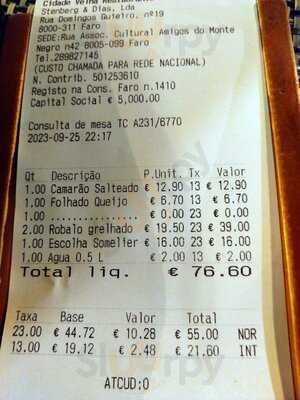 Cidade Velha Restaurante
Stenberg & Dias, Lda
Rua Domingos Guieiro, nº19
8000-311 Faro
SEDE:Rua Assoc. Cultural Amigos do Monte
Negro n42 8005-099 Faro
Tel.289827145
(CUSTO CHAMADA PARA REDE NACIONAL)
N. Contrib. 501253610
Registo na Cons. Faro n.1410
Capital Social € 5,000.00
Consulta de mesa TC A231/6770
2023-09-25 22:17
Qt Descrição P.Unit. Tx Valor
1.00 Camarão Salteado € 12.90 13 € 12.90
1.00 Folhado Queijo € 6.70 13 € 6.70
1.00 ............... € 0.00 23 € 0.00
2.00 Robalo grelhado € 19.50 23 € 39.00
1.00 Escolha Somelier € 16.00 23 € 16.00
1.00 Agua 0.5 L € 2.00 13 € 2.00
Total liq. € 76.60
Taxa Base Valor Total
23.00 € 44.72 € 10.28 € 55.00 NOR
13.00 € 19.12 € 2.48 € 21.60 INT
ATCUD:0